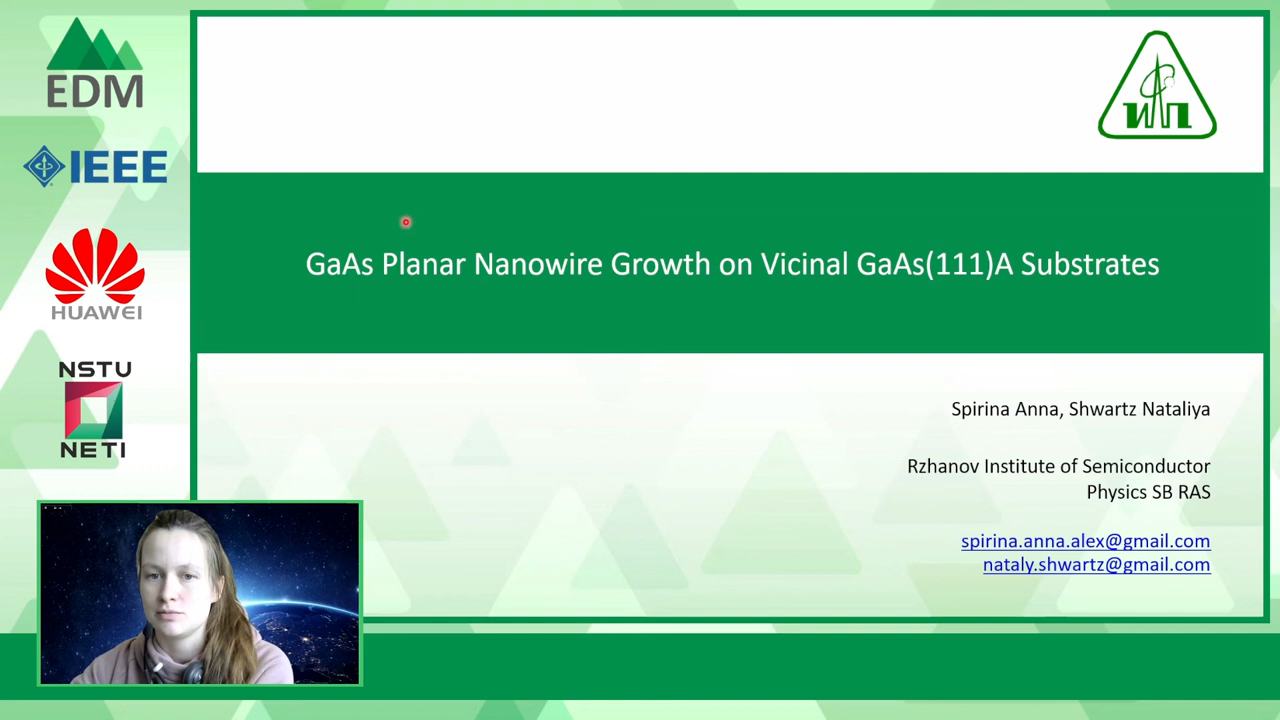 EDM
IEEE
HUAWEI
NSTU
NETI
ИФП
GaAs Planar Nanowire Growth on Vicinal GaAs(111)A Substrates
Spirina Anna, Shwartz Nataliya
Rzhanov Institute of Semiconductor
Physics SB RAS
spirina.anna.alex@gmail.com
nataly.shwartz@gmail.com